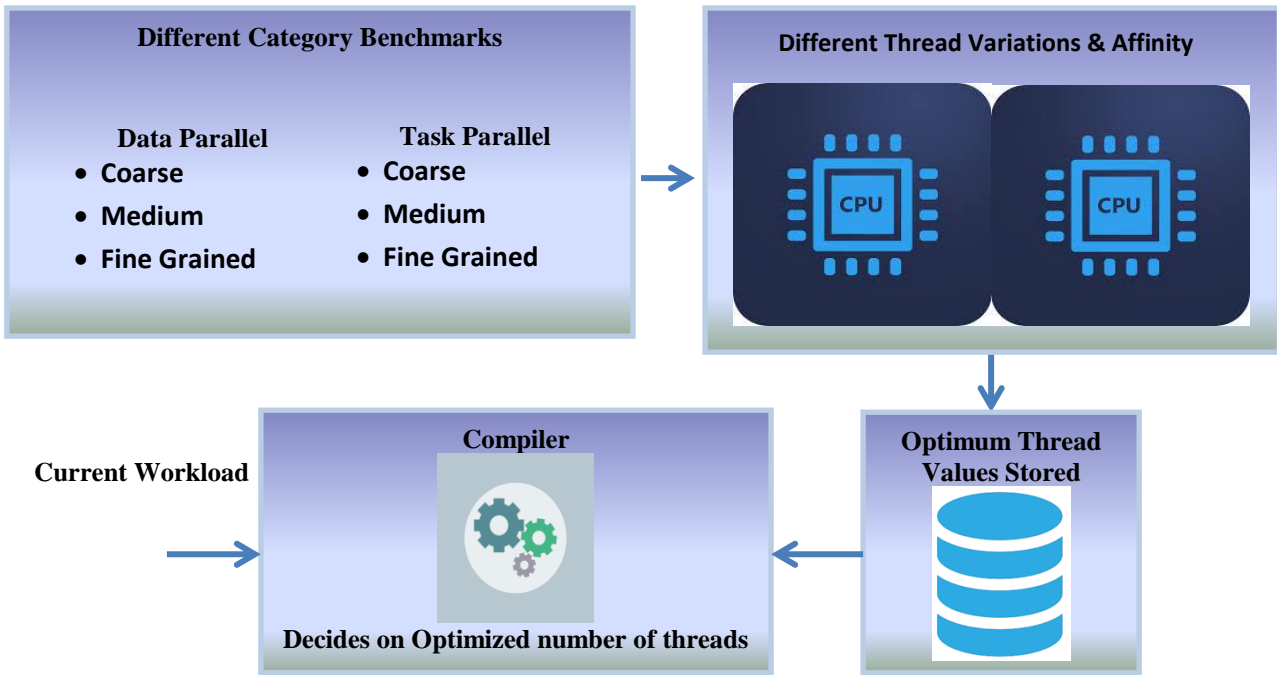 Different Category Benchmarks
Data Parallel
• Coarse
• Medium
• Fine Grained
Task Parallel
• Coarse
• Medium
• Fine Grained
Different Thread Variations & Affinity
CPU
CPU
Current Workload
Compiler
Decides on Optimized number of threads
Optimum Thread
Values Stored